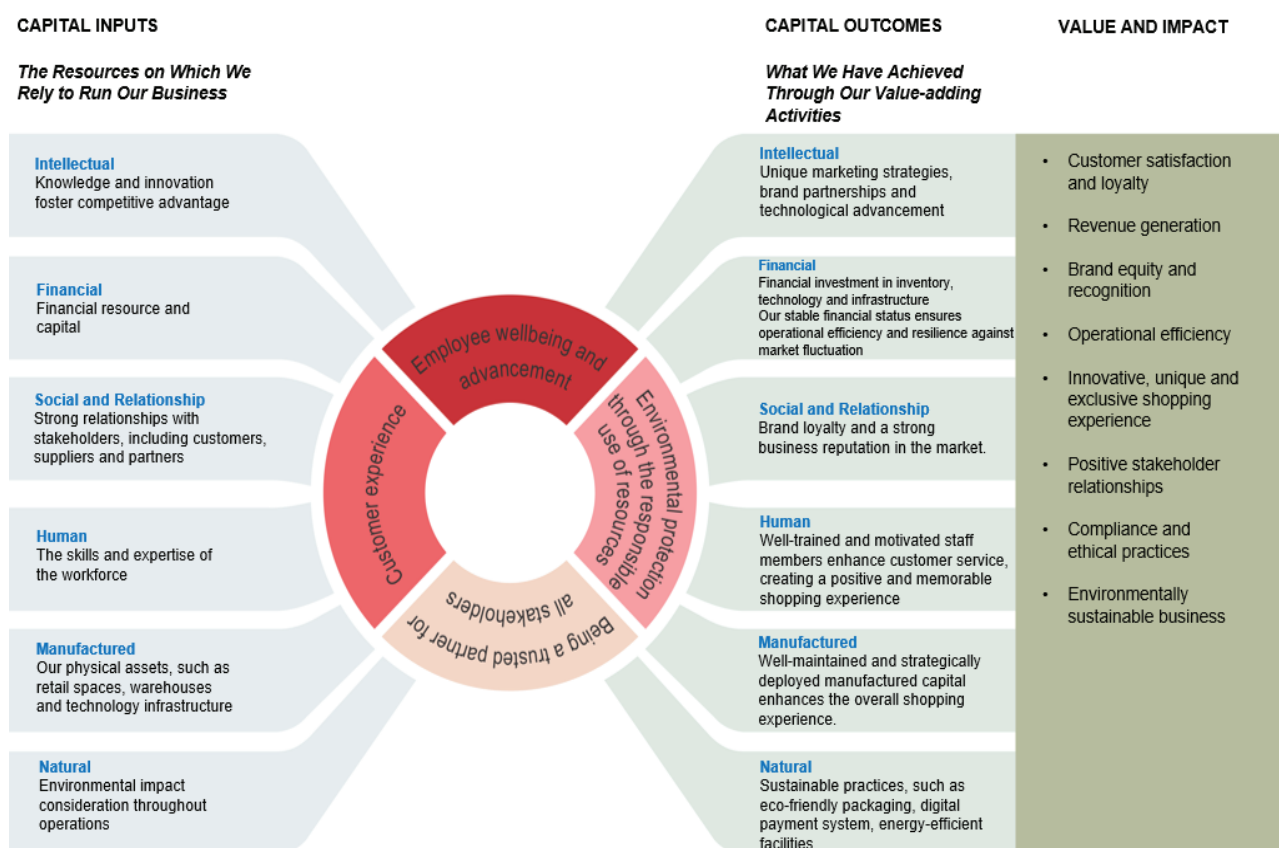 CAPITAL INPUTS
The Resources on Which We
Rely to Run Our Business
Intellectual
Knowledge and innovation
foster competitive advantage
Financial
Financial resource and
capital
Social and Relationship
Strong relationships with
stakeholders, including customers,
suppliers and partners
Human
The skills and expertise of
the workforce
Manufactured
Our physical assets, such as
retail spaces, warehouses
and technology infrastructure
Natural
Environmental impact
consideration throughout
operations
Employee wellbeing and
advancement
Environmental protection
through the responsible
use of resources
Being a trusted partner for
all stakeholders
Customer experience
CAPITAL OUTCOMES
What We Have Achieved
Through Our Value-adding
Activities
Intellectual
Unique marketing strategies,
brand partnerships and
technological advancement
Financial
Financial investment in inventory,
technology and infrastructure
Our stable financial status ensures
operational efficiency and resilience against
market fluctuation
Social and Relationship
Brand loyalty and a strong
business reputation in the market.
Human
Well-trained and motivated staff
members enhance customer service,
creating a positive and memorable
shopping experience
Manufactured
Well-maintained and strategically
deployed manufactured capital
enhances the overall shopping
experience.
Natural
Sustainable practices, such as
eco-friendly packaging, digital
payment system, energy-efficient
facilities
VALUE AND IMPACT
• Customer satisfaction
and loyalty
• Revenue generation
• Brand equity and
recognition
• Operational efficiency
• Innovative, unique and
exclusive shopping
experience
• Positive stakeholder
relationships
• Compliance and
ethical practices
• Environmentally
sustainable business